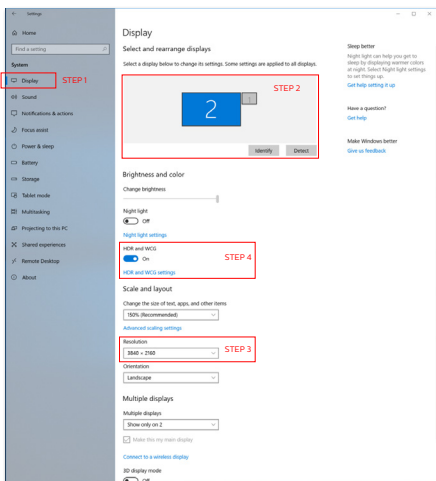 Settings
Home
Find a setting
System
Display
STEP 1
Sound
Notifications & actions
Focus assist
Power & sleep
Battery
Storage
Tablet mode
Multitasking
Projecting to this PC
Shared experiences
Remote Desktop
About
Display
Select and rearrange displays
Select a display below to change its settings. Some settings are applied to all displays.
STEP 2
2
1
Identify
Detect
Brightness and color
Change brightness
Night light
Off
Night light settings
HDR and WCG
On
STEP 4
HDR and WCG settings
Scale and layout
Change the size of text, apps, and other items
150% (Recommended)
Advanced scaling settings
Resolution
3840 × 2160
STEP 3
Orientation
Landscape
Multiple displays
Multiple displays
Show only on 2
Make this my main display
Connect to a wireless display
3D display mode
Off
Sleep better
Night light can help you get to
sleep by displaying warmer colors
at night. Select Night light settings
to set things up.
Get help setting it up
Have a question?
Get help
Make Windows better
Give us feedback